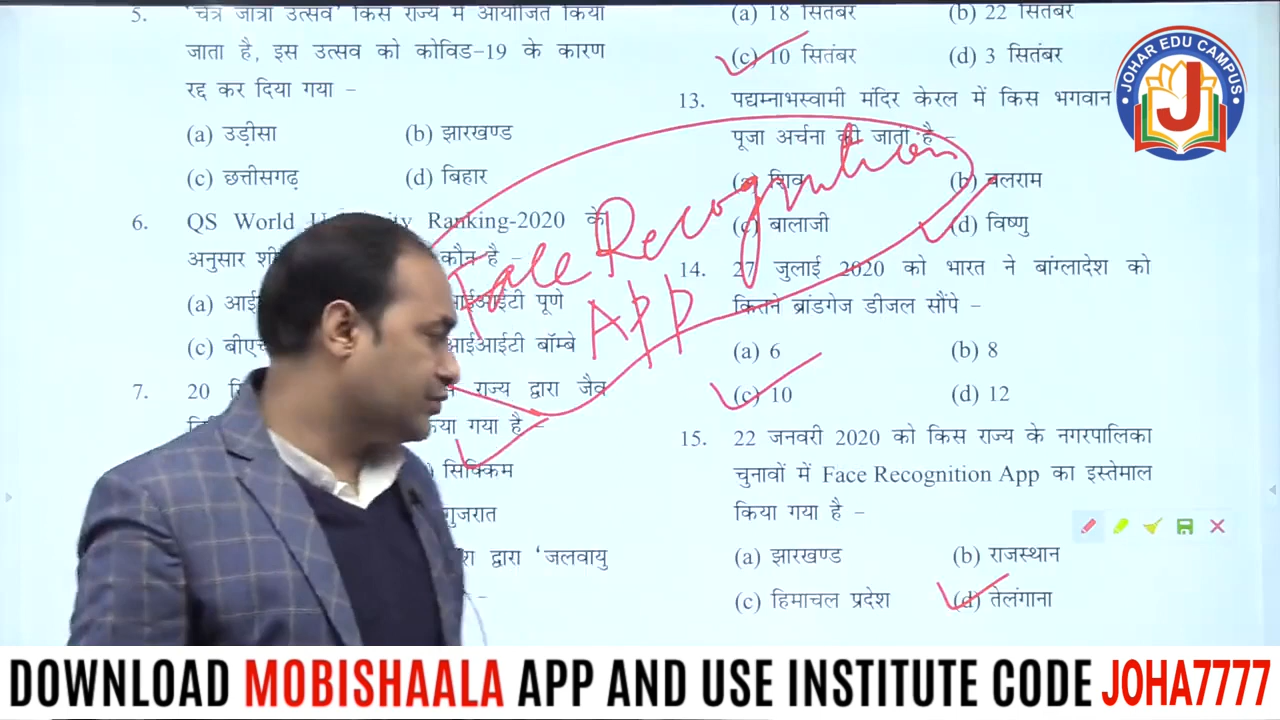 5. 'चैत्र जात्रा उत्सव' किस राज्य में आयोजित किया
जाता है, इस उत्सव को कोविड-19 के कारण
रद्द कर दिया गया –
(a) उड़ीसा (b) झारखण्ड
(c) छत्तीसगढ़ (d) बिहार
6. QS World Ranking-2020 के
अनुसार कौन है –
(a) आईआईटी पूणे
(c) आईआईटी बॉम्बे
7. 20 राज्य द्वारा जैव
गया है –
सिक्किम
गुजरात
द्वारा 'जलवायु
(a) 18 सितंबर (b) 22 सितंबर
(c) 10 सितंबर (d) 3 सितंबर
13. पद्यम्नाभस्वामी मंदिर केरल में किस भगवान
पूजा अर्चना की जाती है –
(a) शिव (b) बलराम
(c) बालाजी (d) विष्णु
14. 27 जुलाई 2020 को भारत ने बांग्लादेश को
कितने ब्रांडगेज डीजल सौंपे –
(a) 6 (b) 8
(c) 10 (d) 12
15. 22 जनवरी 2020 को किस राज्य के नगरपालिका
चुनावों में Face Recognition App का इस्तेमाल
किया गया है –
(a) झारखण्ड (b) राजस्थान
(c) हिमाचल प्रदेश (d) तेलंगाना
App
JOHAR EDU CAMPUS
J
DOWNLOAD MOBISHAALA APP AND USE INSTITUTE CODE JOHA7777